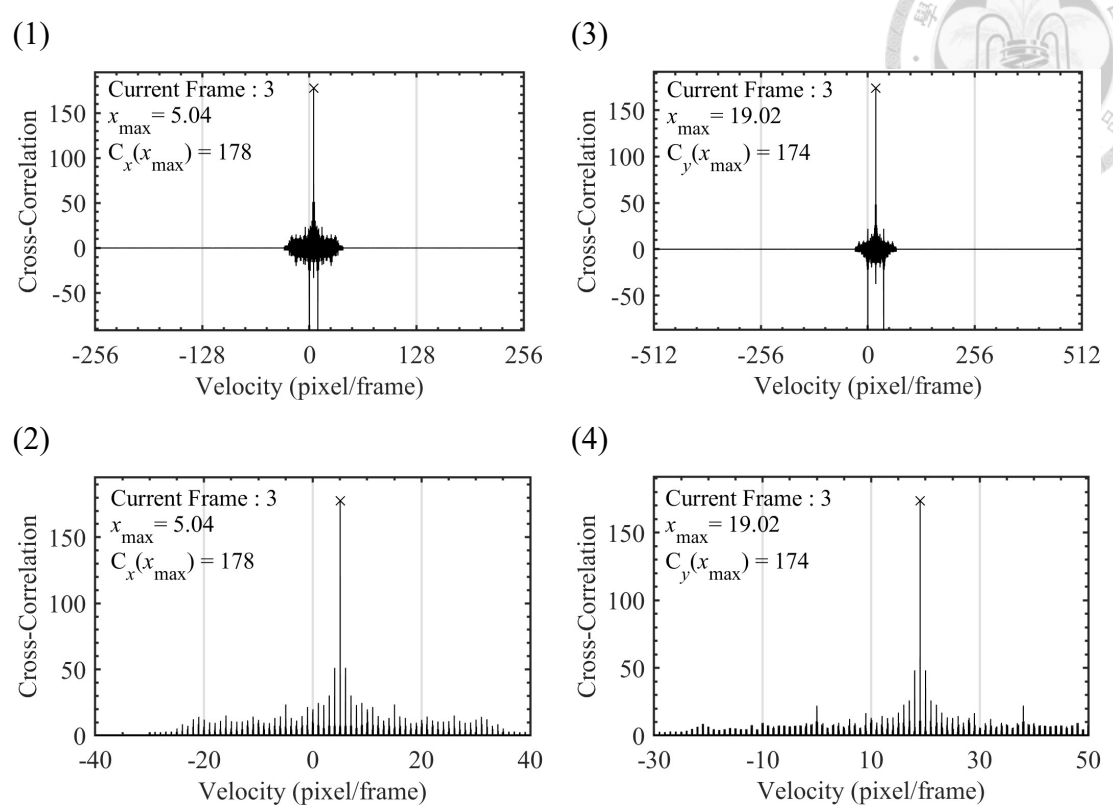 (1)
Current Frame : 3
x_max = 5.04
C_x(x_max) = 178
150
100
50
0
-50
Cross-Correlation
-256 -128 0 128 256
Velocity (pixel/frame)
(3)
Current Frame : 3
x_max = 19.02
C_y(x_max) = 174
150
100
50
0
-50
Cross-Correlation
-512 -256 0 256 512
Velocity (pixel/frame)
(2)
Current Frame : 3
x_max = 5.04
C_x(x_max) = 178
150
100
50
0
Cross-Correlation
-40 -20 0 20 40
Velocity (pixel/frame)
(4)
Current Frame : 3
x_max = 19.02
C_y(x_max) = 174
150
100
50
0
Cross-Correlation
-30 -10 10 30 50
Velocity (pixel/frame)